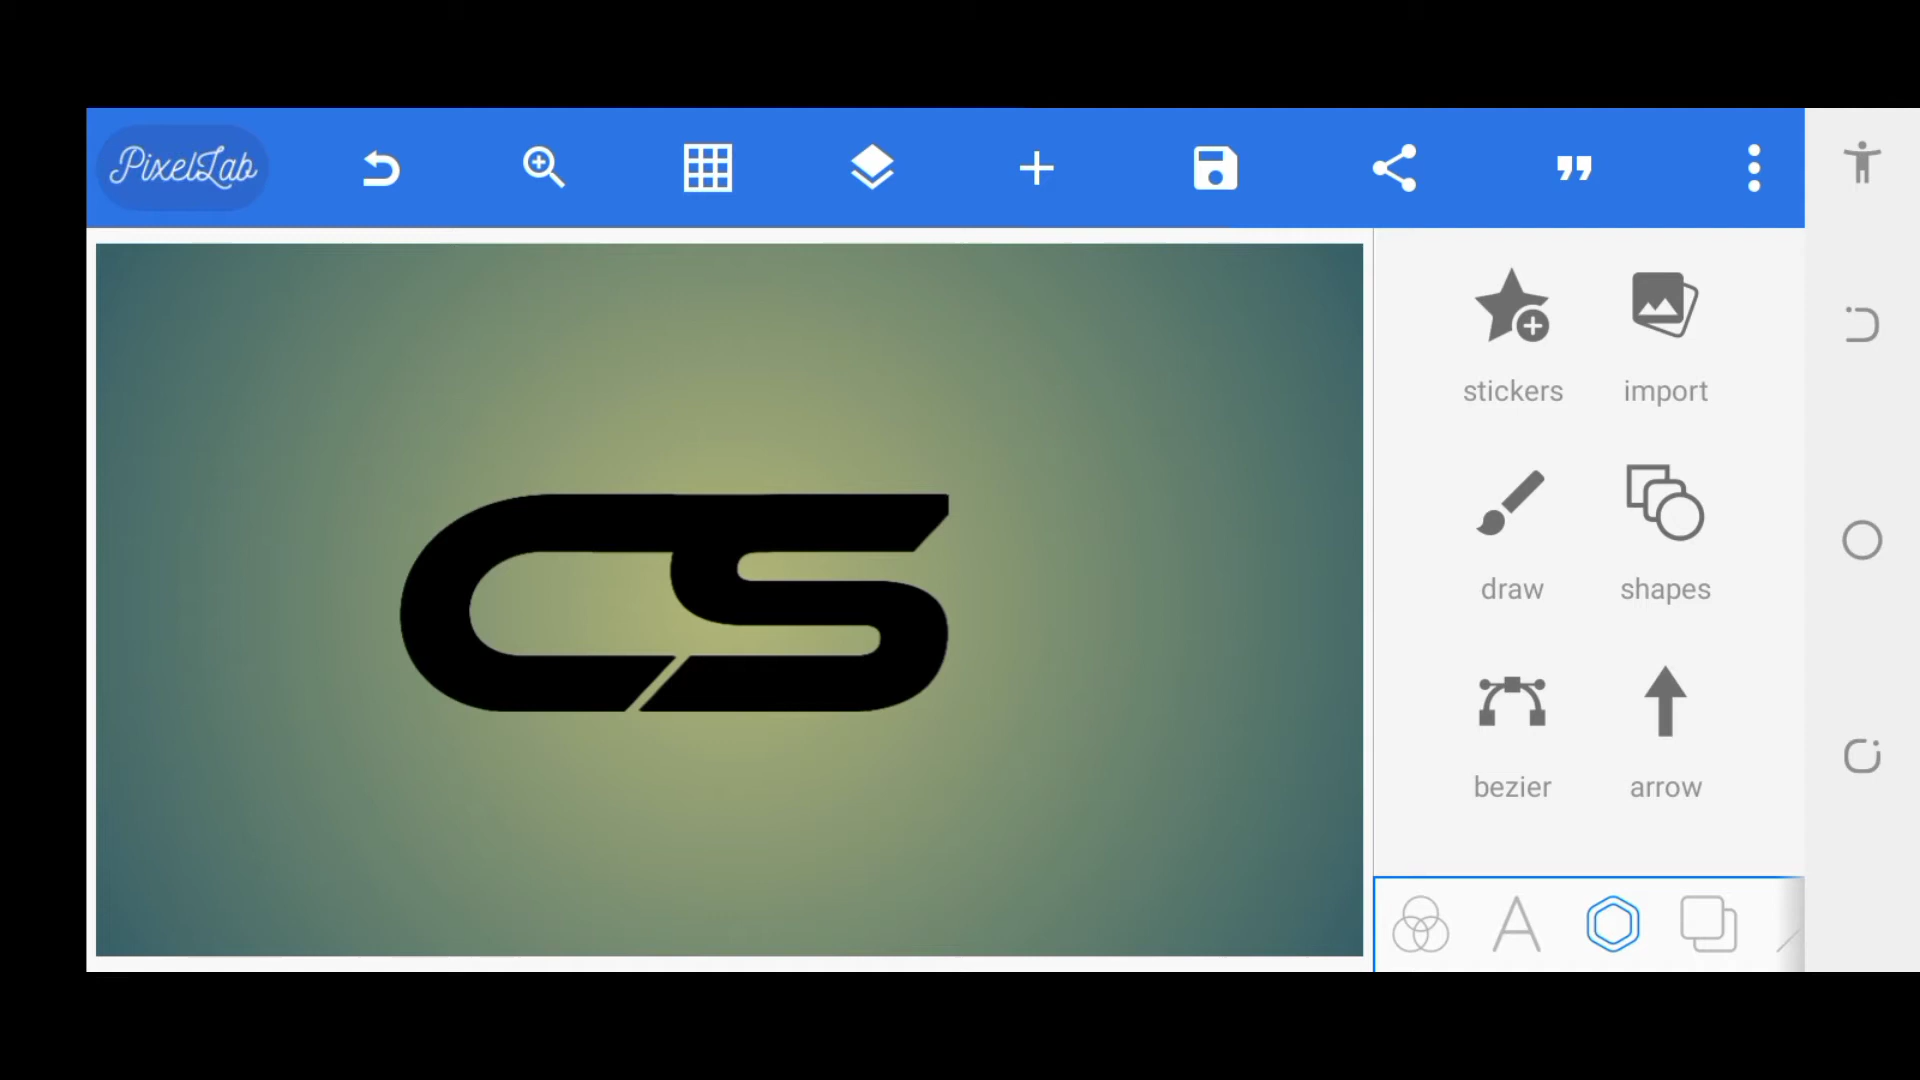 PixelLab
stickers import
CS
draw shapes
bezier arrow
A